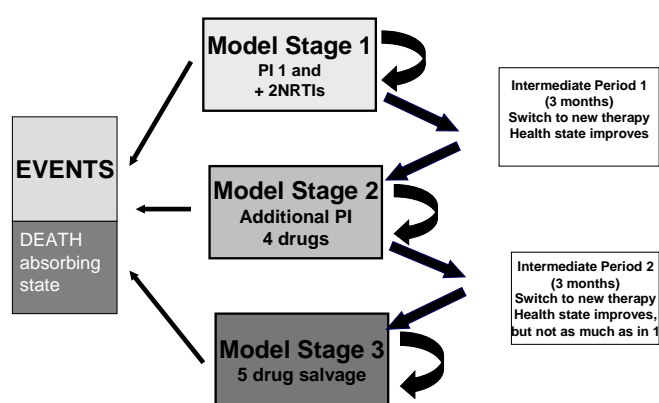 Model Stage 1
PI 1 and
+ 2NRTIs
Intermediate Period 1
(3 months)
Switch to new therapy
Health state improves
EVENTS
DEATH
absorbing
state
Model Stage 2
Additional PI
4 drugs
Intermediate Period 2
(3 months)
Switch to new therapy
Health state improves,
but not as much as in 1
Model Stage 3
5 drug salvage